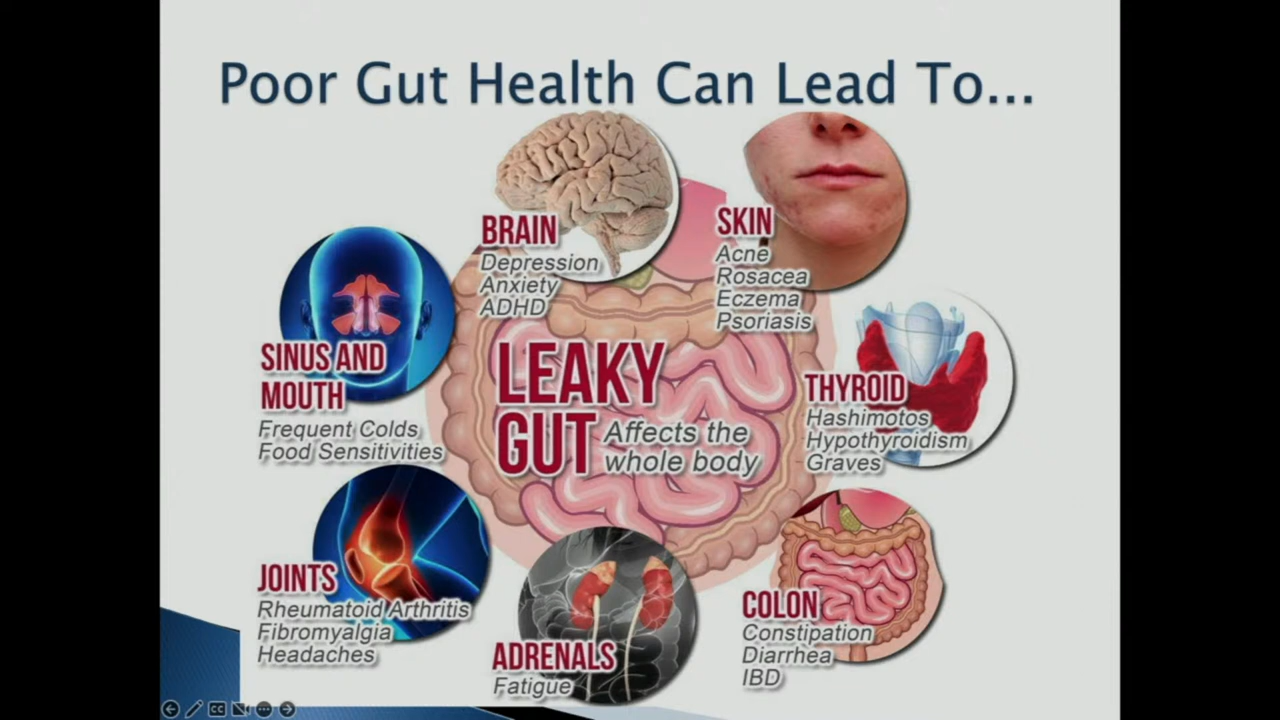 Poor Gut Health Can Lead To...
BRAIN
Depression
Anxiety
ADHD
SKIN
Acne
Rosacea
Eczema
Psoriasis
SINUS AND
MOUTH
Frequent Colds
Food Sensitivities
LEAKY
GUT
Affects the
whole body
THYROID
Hashimotos
Hypothyroidism
Graves
JOINTS
Rheumatoid Arthritis
Fibromyalgia
Headaches
ADRENALS
Fatigue
COLON
Constipation
Diarrhea
IBD
CC